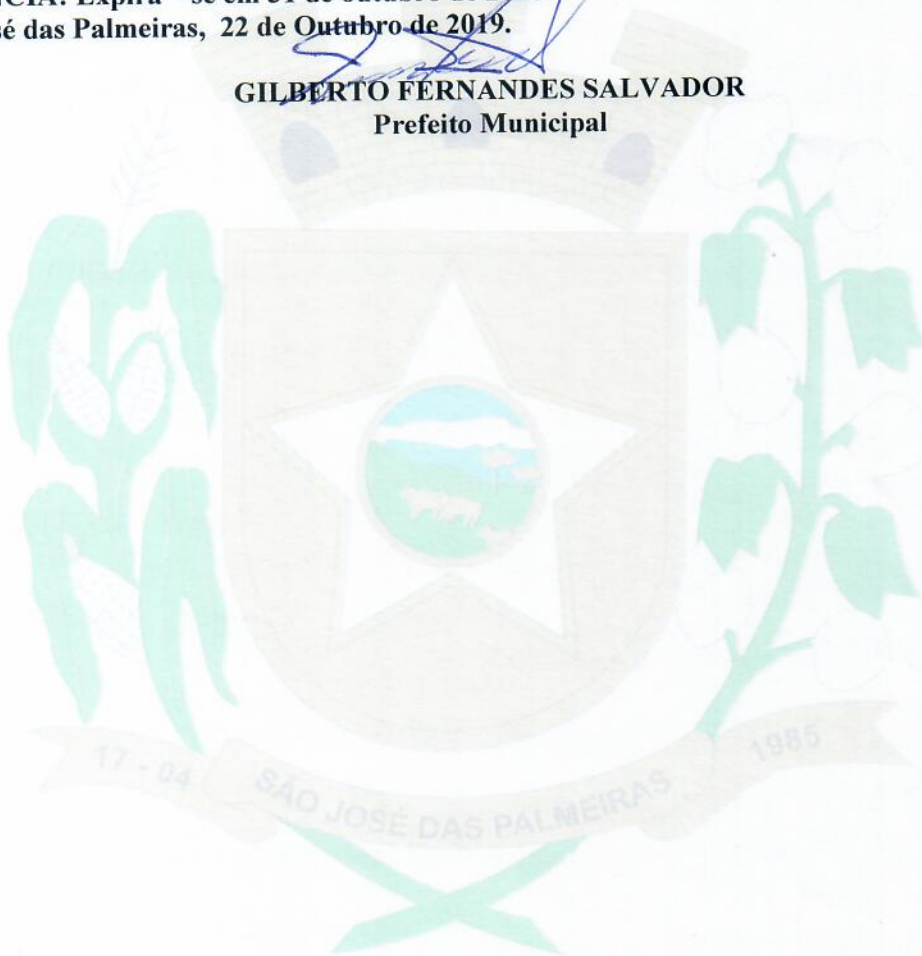 Expira – se em 31 de outubro de
sé das Palmeiras, 22 de Outubro de 2019.
GILBERTO FERNANDES SALVADOR
Prefeito Municipal
17 - 04
SÃO JOSÉ DAS PALMEIRAS
1985